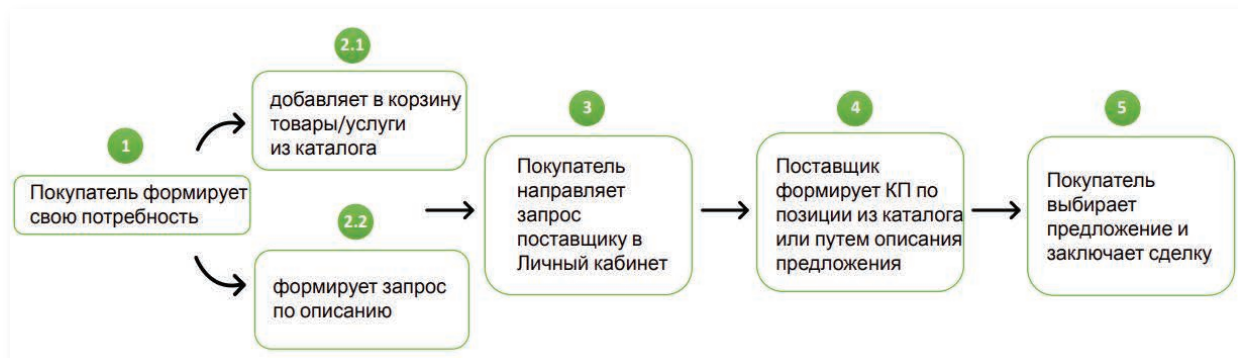 1
Покупатель формирует
свою потребность
2.1
добавляет в корзину
товары/услуги
из каталога
2.2
формирует запрос
по описанию
3
Покупатель
направляет
запрос
поставщику в
Личный кабинет
4
Поставщик
формирует КП по
позиции из каталога
или путем описания
предложения
5
Покупатель
выбирает
предложение и
заключает сделку